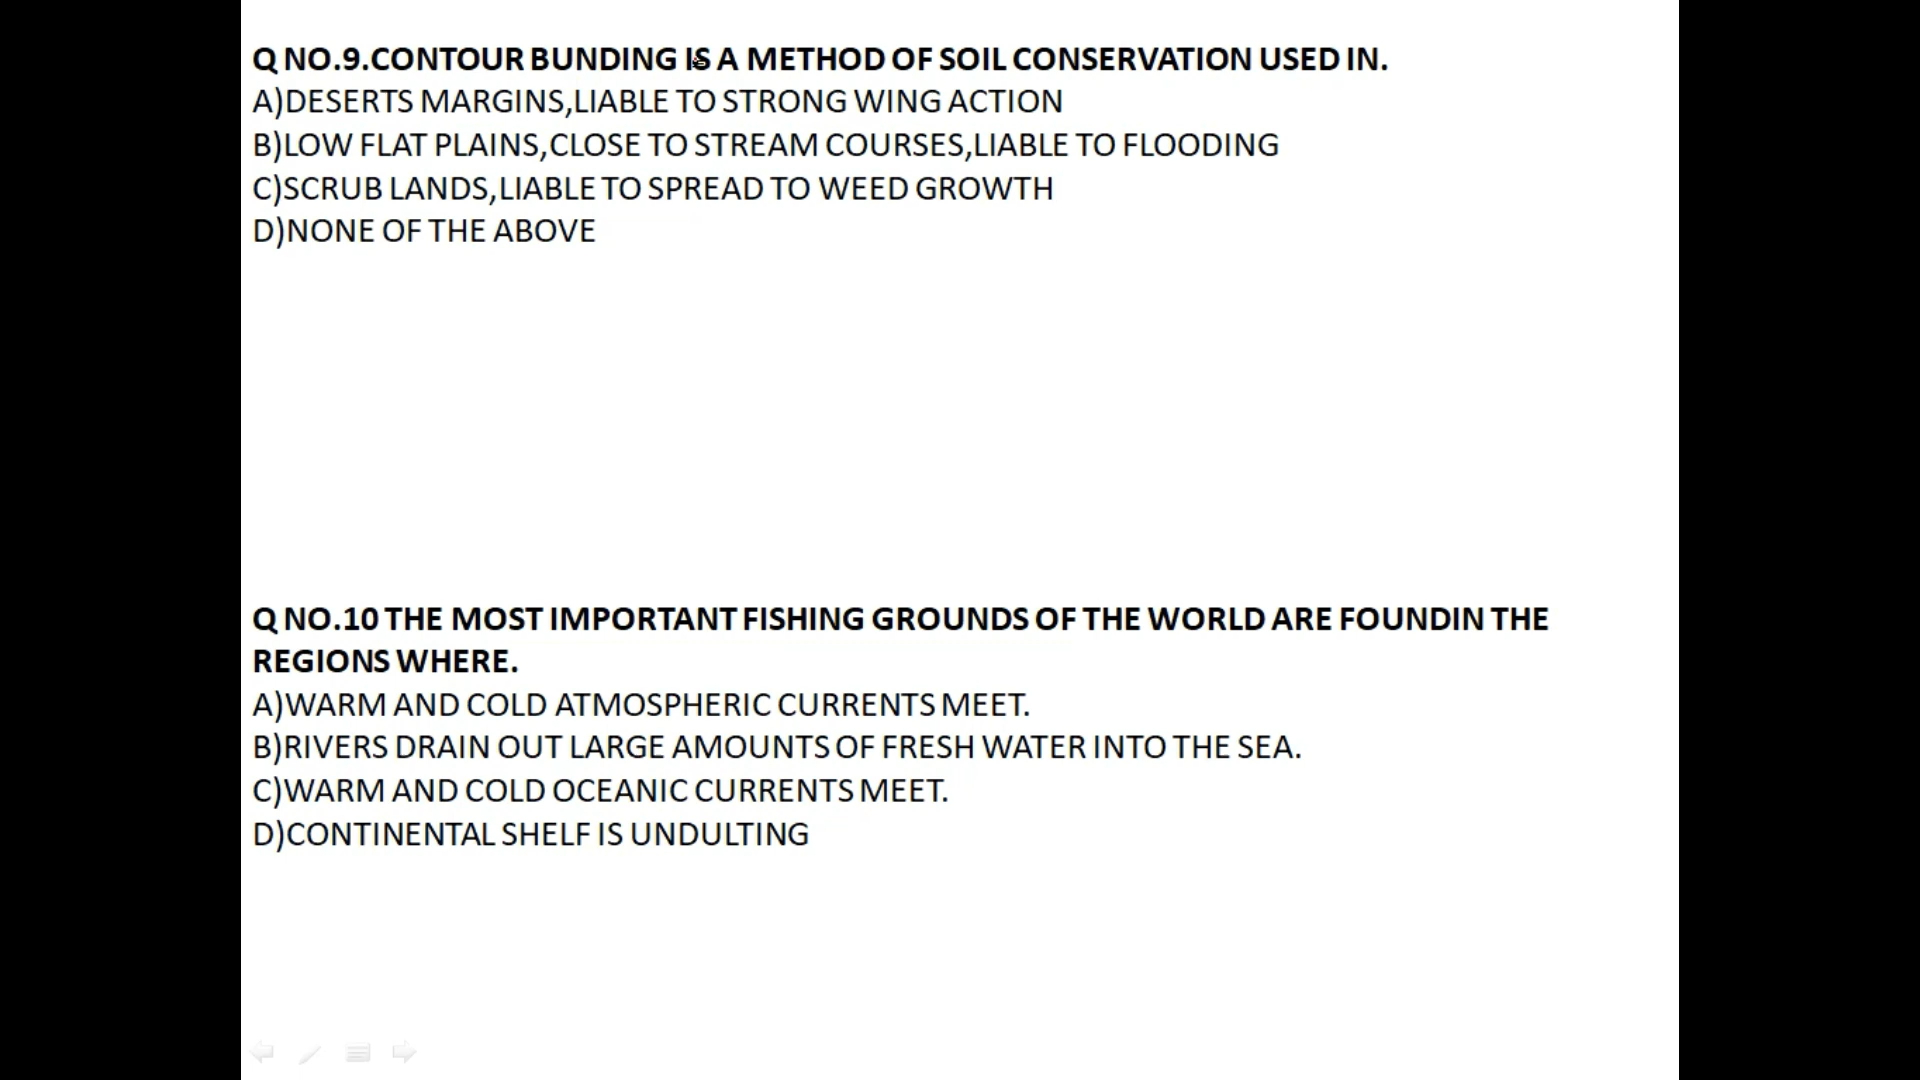 Q NO.9.CONTOUR BUNDING IS A METHOD OF SOIL CONSERVATION USED IN.
A)DESERTS MARGINS,LIABLE TO STRONG WING ACTION
B)LOW FLAT PLAINS,CLOSE TO STREAM COURSES,LIABLE TO FLOODING
C)SCRUB LANDS,LIABLE TO SPREAD TO WEED GROWTH
D)NONE OF THE ABOVE
Q NO.10 THE MOST IMPORTANT FISHING GROUNDS OF THE WORLD ARE FOUNDIN THE
REGIONS WHERE.
A)WARM AND COLD ATMOSPHERIC CURRENTS MEET.
B)RIVERS DRAIN OUT LARGE AMOUNTS OF FRESH WATER INTO THE SEA.
C)WARM AND COLD OCEANIC CURRENTS MEET.
D)CONTINENTAL SHELF IS UNDULTING